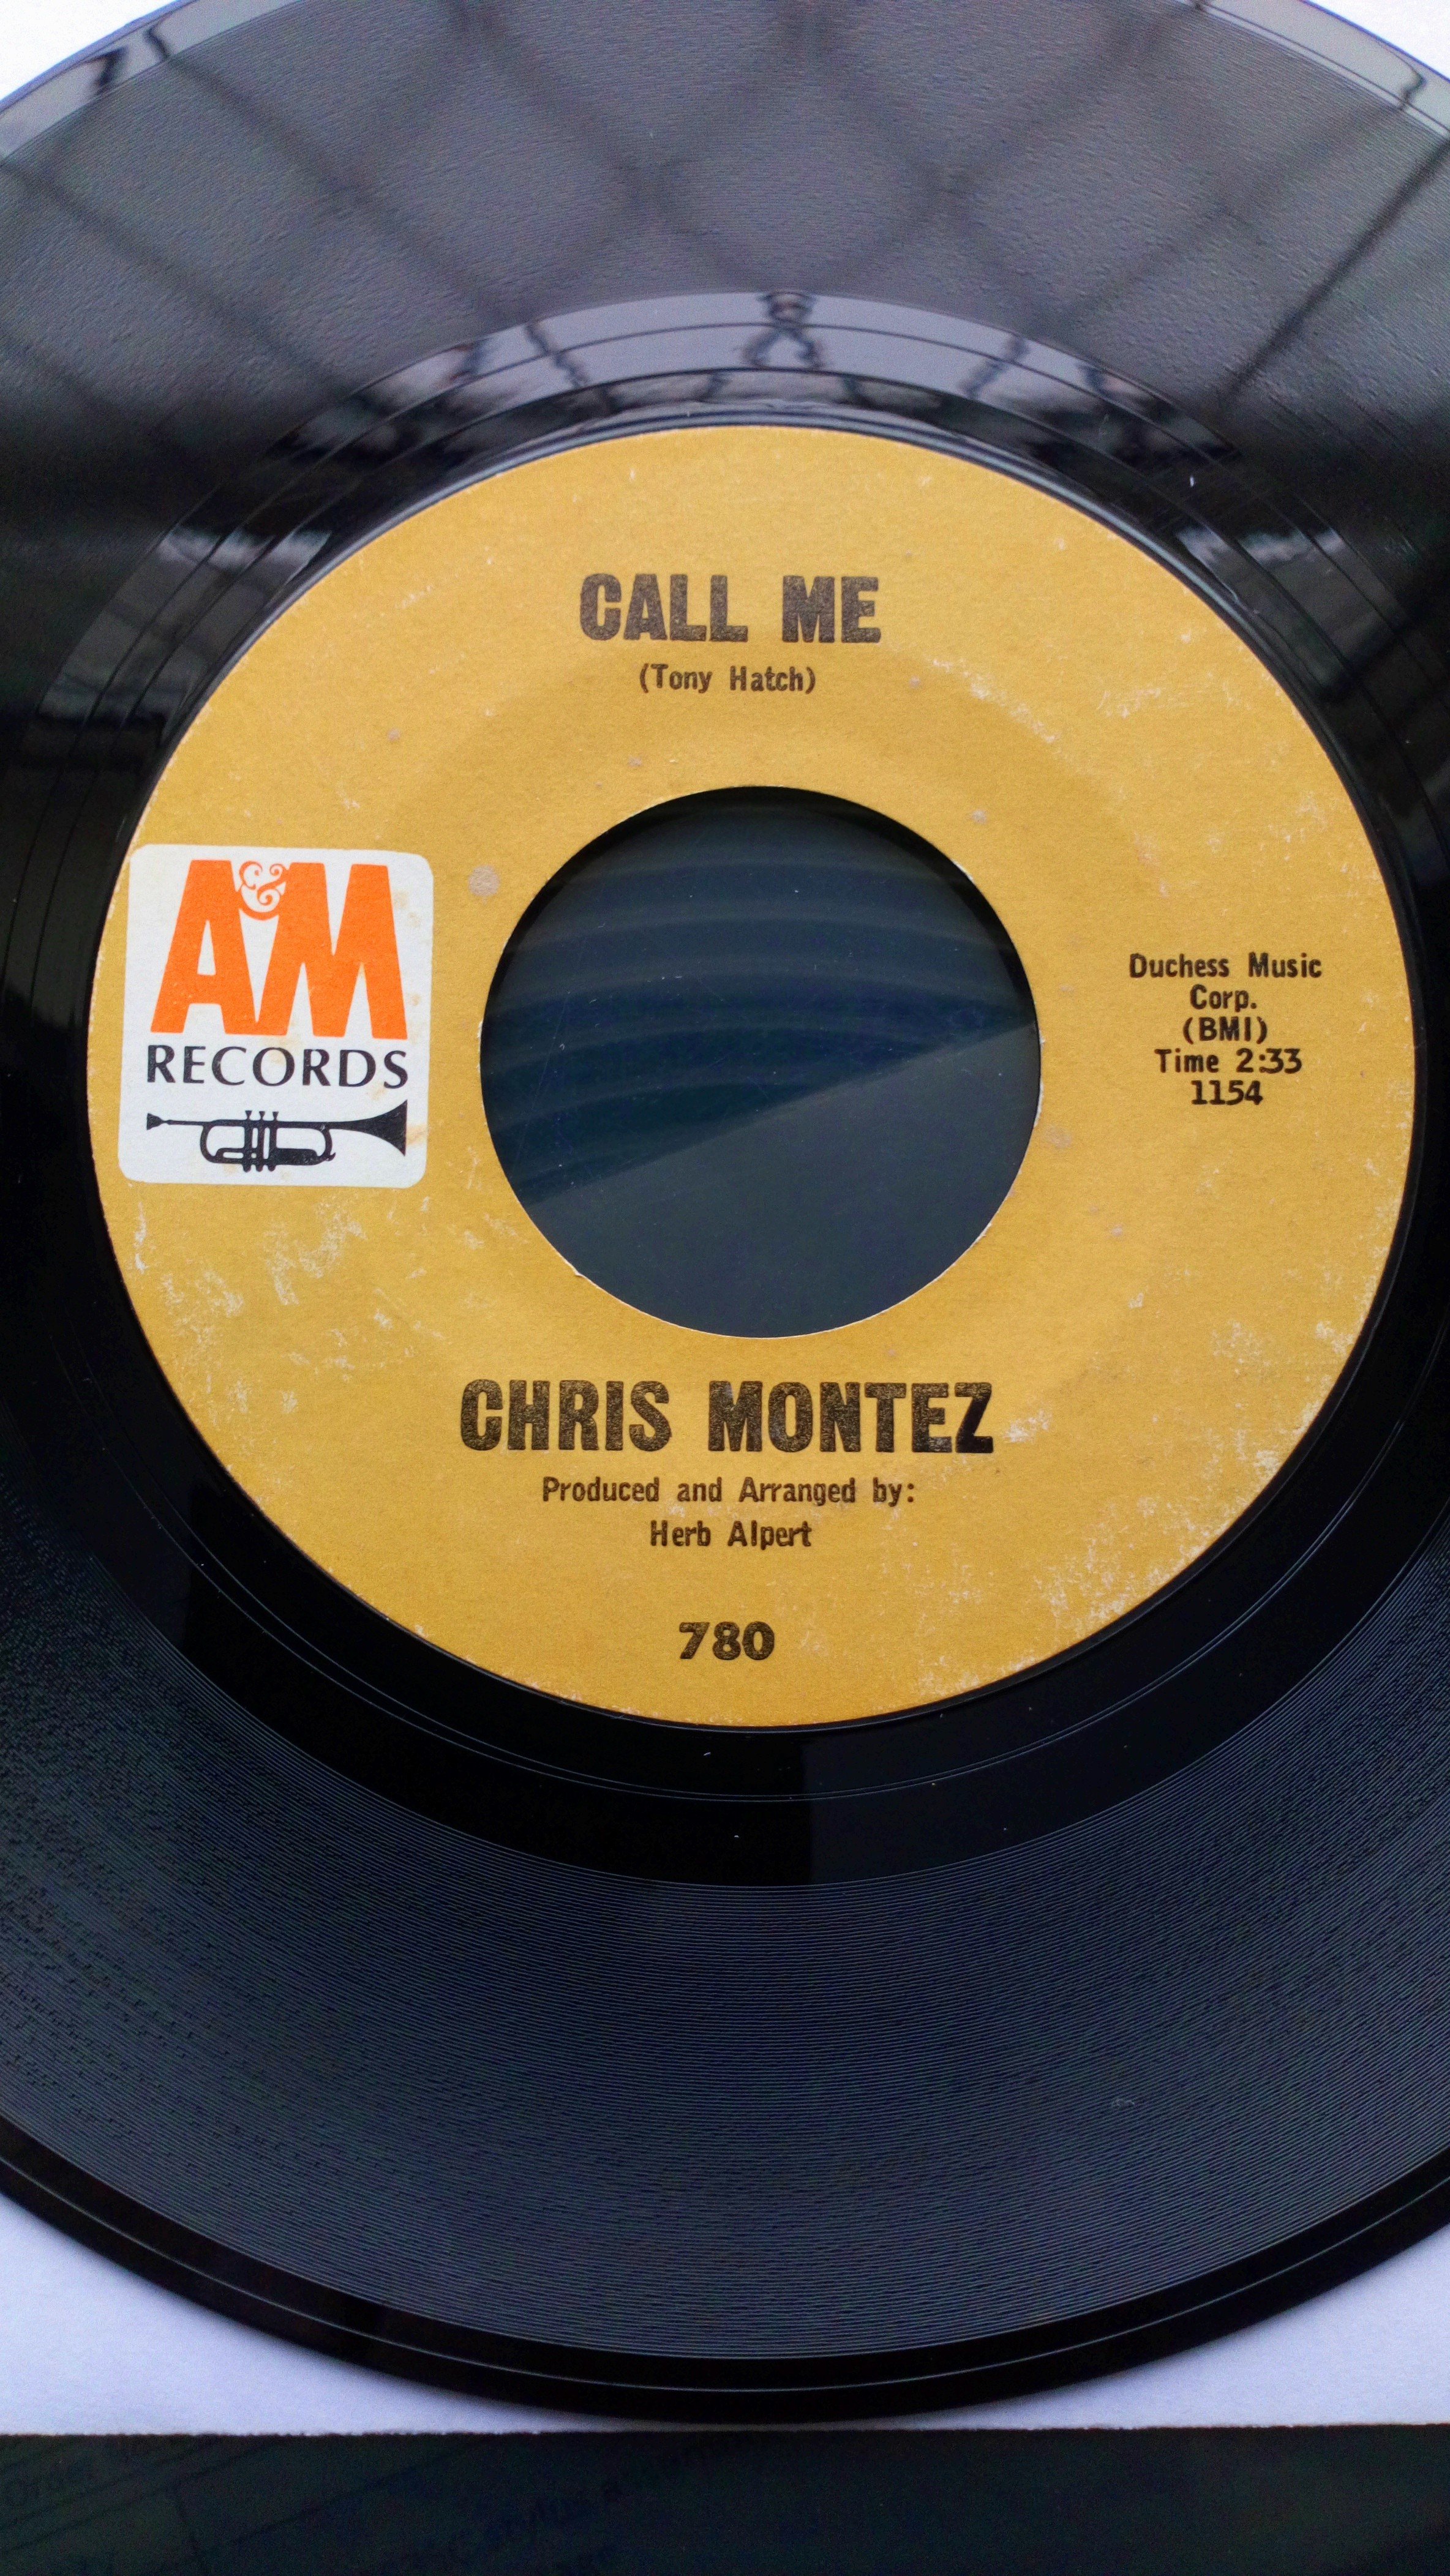 CALL ME
(Tony Hatch)
A&M
RECORDS
Duchess Music
Corp.
(BMI)
Time 2:33
1154
CHRIS MONTEZ
Produced and Arranged by:
Herb Alpert
780
Order